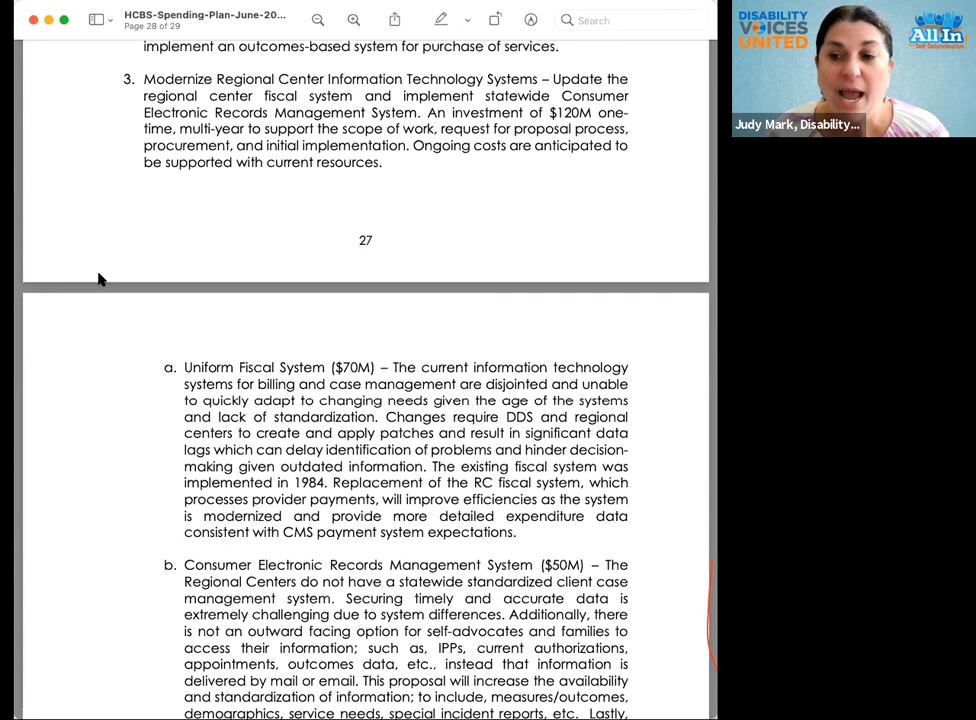 HCBS-Spending-Plan-June-20...
Page 28 of 29
Search
implement an outcomes-based system for purchase of services.
3. Modernize Regional Center Information Technology Systems – Update the
regional center fiscal system and implement statewide Consumer
Electronic Records Management System. An investment of $120M one-
time, multi-year to support the scope of work, request for proposal process,
procurement, and initial implementation. Ongoing costs are anticipated to
be supported with current resources.
27
a. Uniform Fiscal System ($70M) – The current information technology
systems for billing and case management are disjointed and unable
to quickly adapt to changing needs given the age of the systems
and lack of standardization. Changes require DDS and regional
centers to create and apply patches and result in significant data
lags which can delay identification of problems and hinder decision-
making given outdated information. The existing fiscal system was
implemented in 1984. Replacement of the RC fiscal system, which
processes provider payments, will improve efficiencies as the system
is modernized and provide more detailed expenditure data
consistent with CMS payment system expectations.
b. Consumer Electronic Records Management System ($50M) – The
Regional Centers do not have a statewide standardized client case
management system. Securing timely and accurate data is
extremely challenging due to system differences. Additionally, there
is not an outward facing option for self-advocates and families to
access their information; such as, IPPs, current authorizations,
appointments, outcomes data, etc., instead that information is
delivered by mail or email. This proposal will increase the availability
and standardization of information; to include, measures/outcomes,
demographics, service needs, special incident reports, etc. Lastly,
DISABILITY
VOICES
UNITED
All In
for Self-Determination
Judy Mark, Disability...